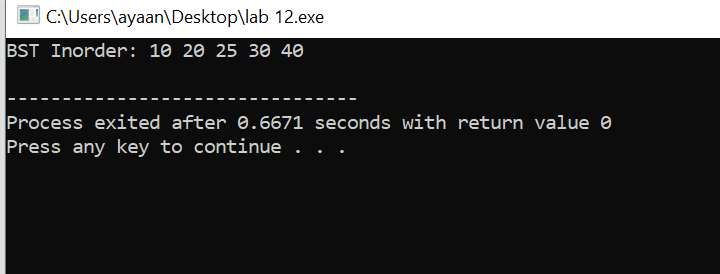 C:\Users\ayaan\Desktop\lab 12.exe
BST Inorder: 10 20 25 30 40
--------------------------------
Process exited after 0.6671 seconds with return value 0
Press any key to continue . . .